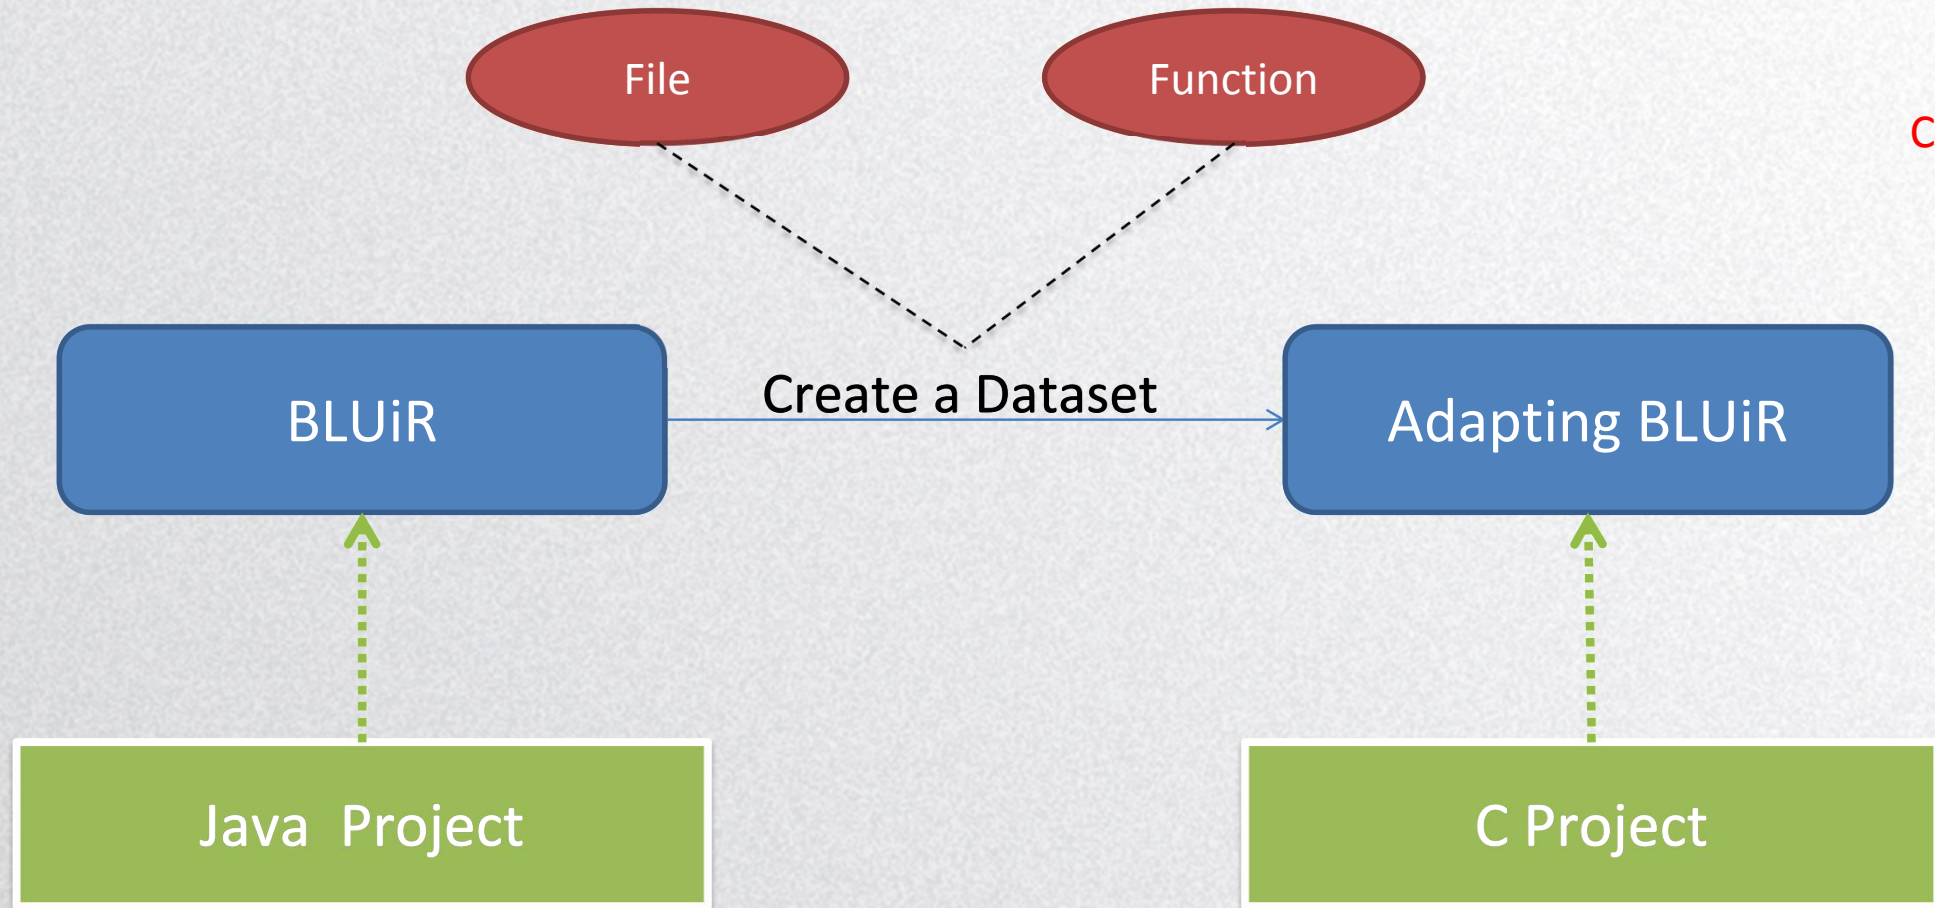 File
Function
C
Create a Dataset
BLUiR
Adapting BLUiR
Java  Project
C Project